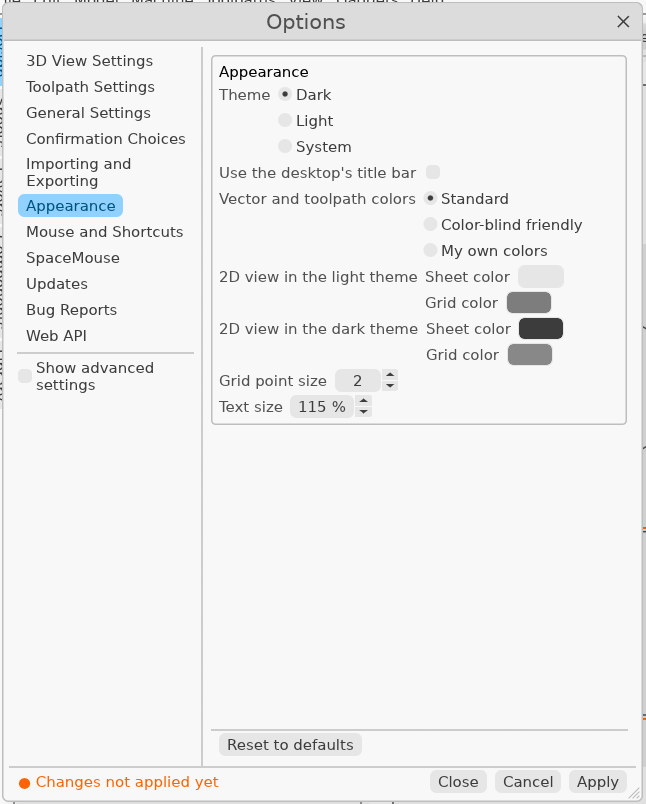 Options
3D View Settings
Toolpath Settings
General Settings
Confirmation Choices
Importing and
Exporting
Appearance
Mouse and Shortcuts
SpaceMouse
Updates
Bug Reports
Web API
Show advanced
settings
Appearance
Theme Dark
Light
System
Use the desktop's title bar
Vector and toolpath colors Standard
Color-blind friendly
My own colors
2D view in the light theme Sheet color
Grid color
2D view in the dark theme Sheet color
Grid color
Grid point size 2
Text size 115 %
Reset to defaults
Changes not applied yet
Close Cancel Apply